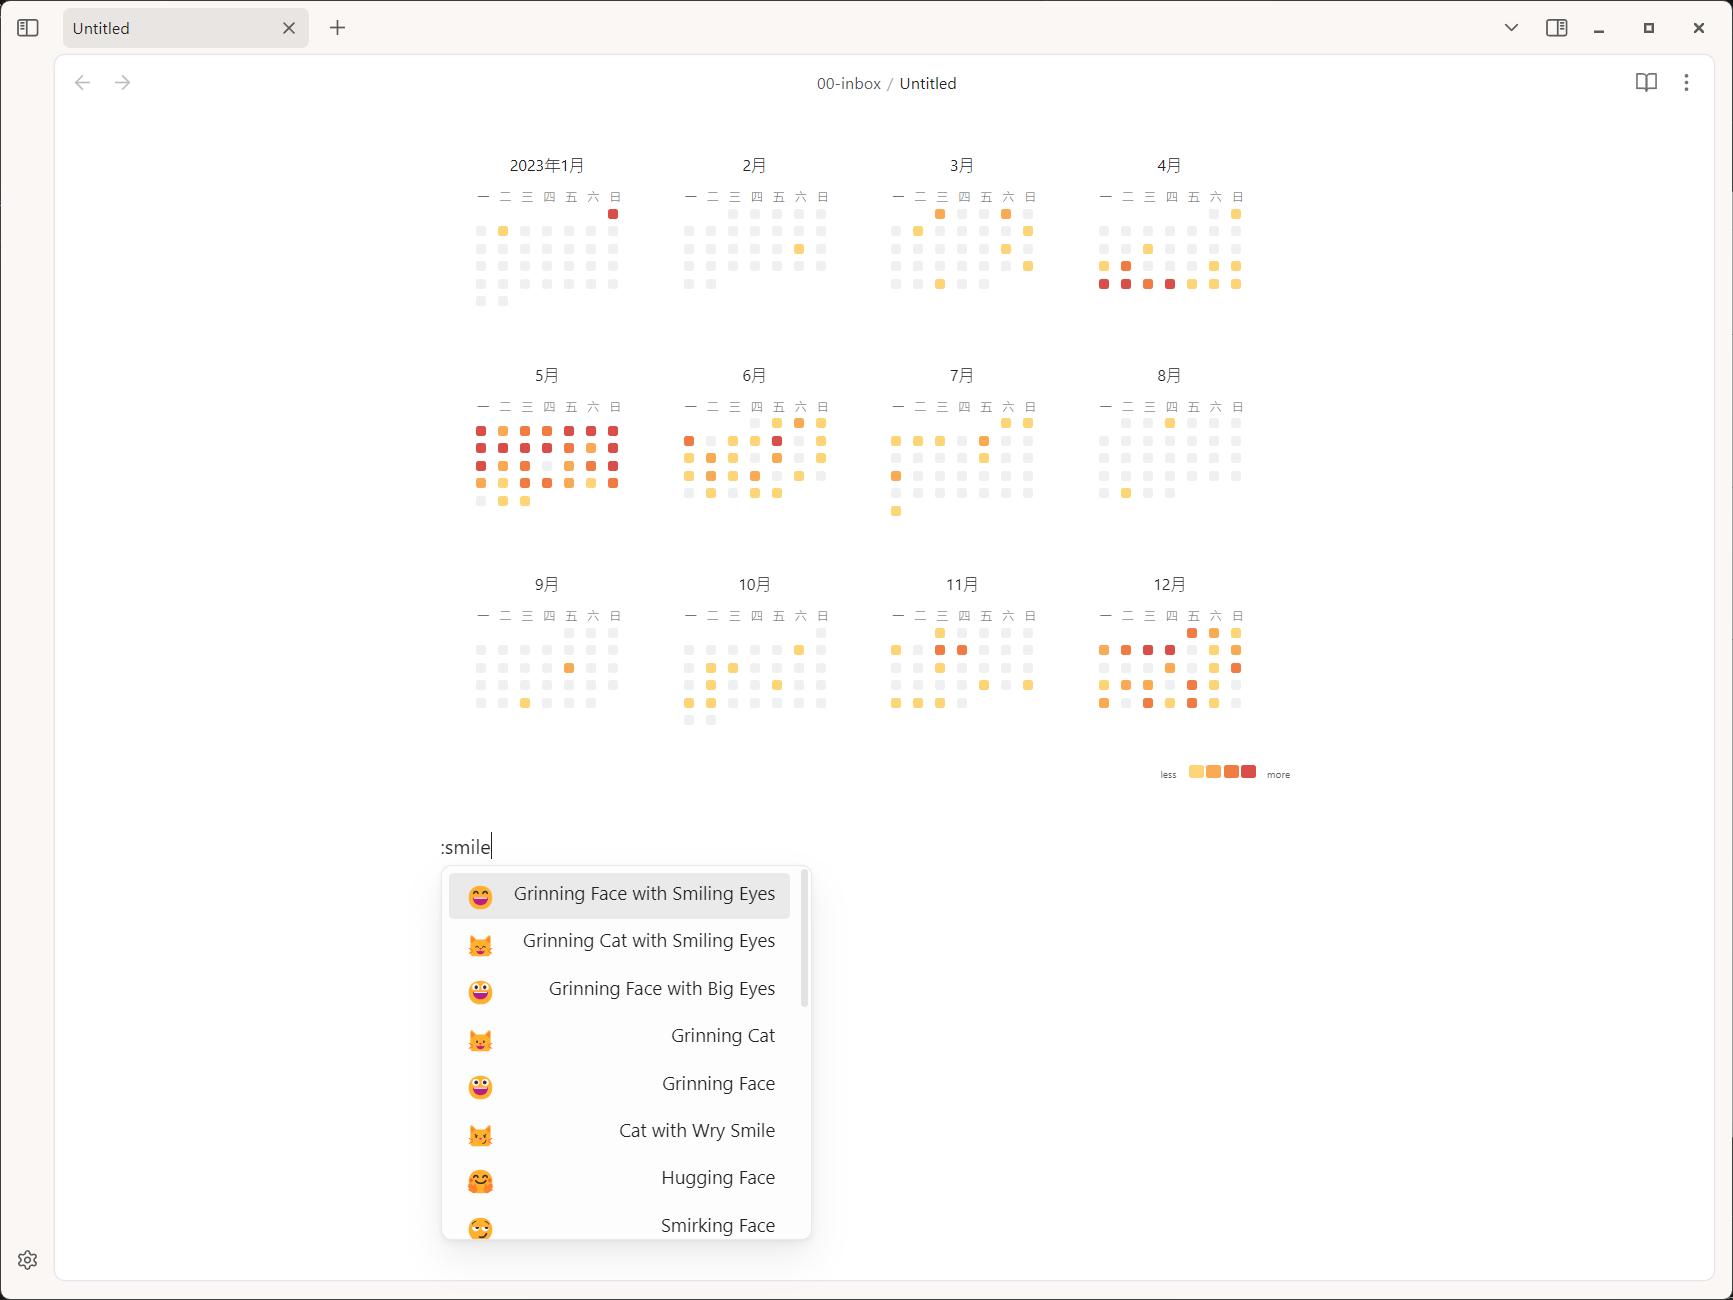 Untitled
00-inbox / Untitled
2023年1月 2月 3月 4月
一 二 三 四 五 六 日 一 二 三 四 五 六 日 一 二 三 四 五 六 日 一 二 三 四 五 六 日
5月 6月 7月 8月
一 二 三 四 五 六 日 一 二 三 四 五 六 日 一 二 三 四 五 六 日 一 二 三 四 五 六 日
9月 10月 11月 12月
一 二 三 四 五 六 日 一 二 三 四 五 六 日 一 二 三 四 五 六 日 一 二 三 四 五 六 日
less more
:smile
Grinning Face with Smiling Eyes
Grinning Cat with Smiling Eyes
Grinning Face with Big Eyes
Grinning Cat
Grinning Face
Cat with Wry Smile
Hugging Face
Smirking Face